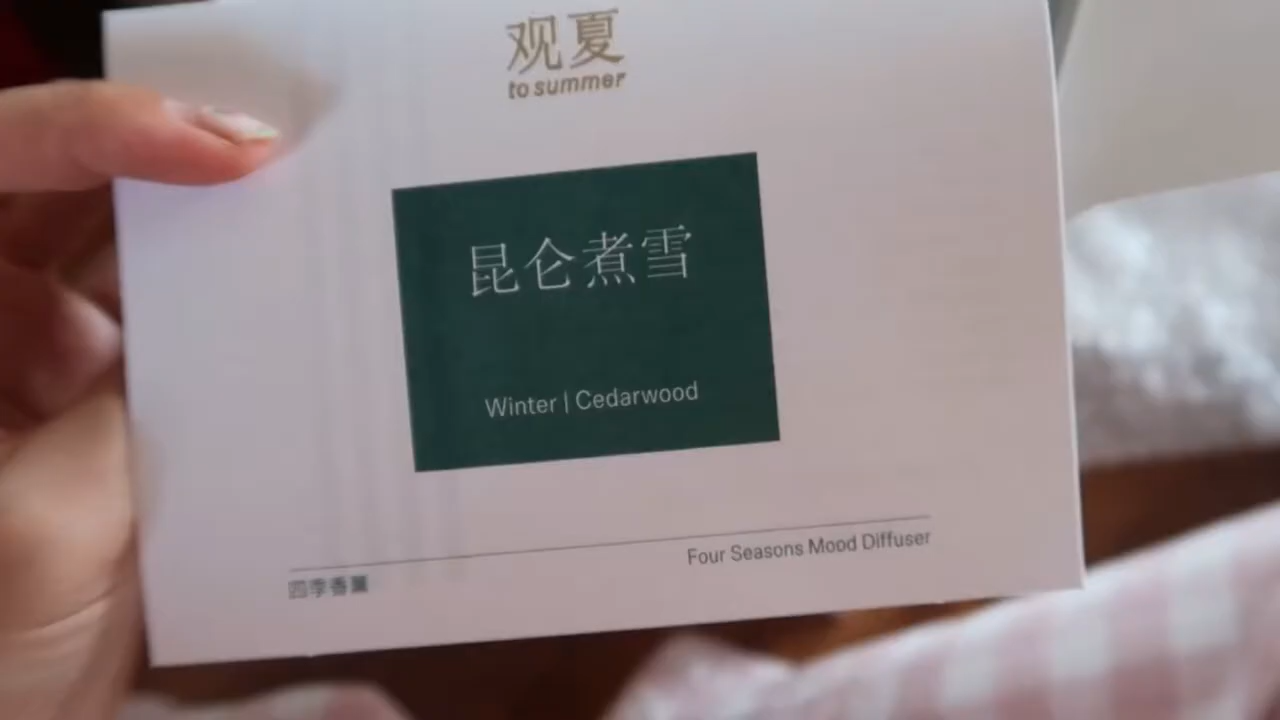 观夏
to summer
昆仑煮雪
Winter | Cedarwood
四季香薰
Four Seasons Mood Diffuser